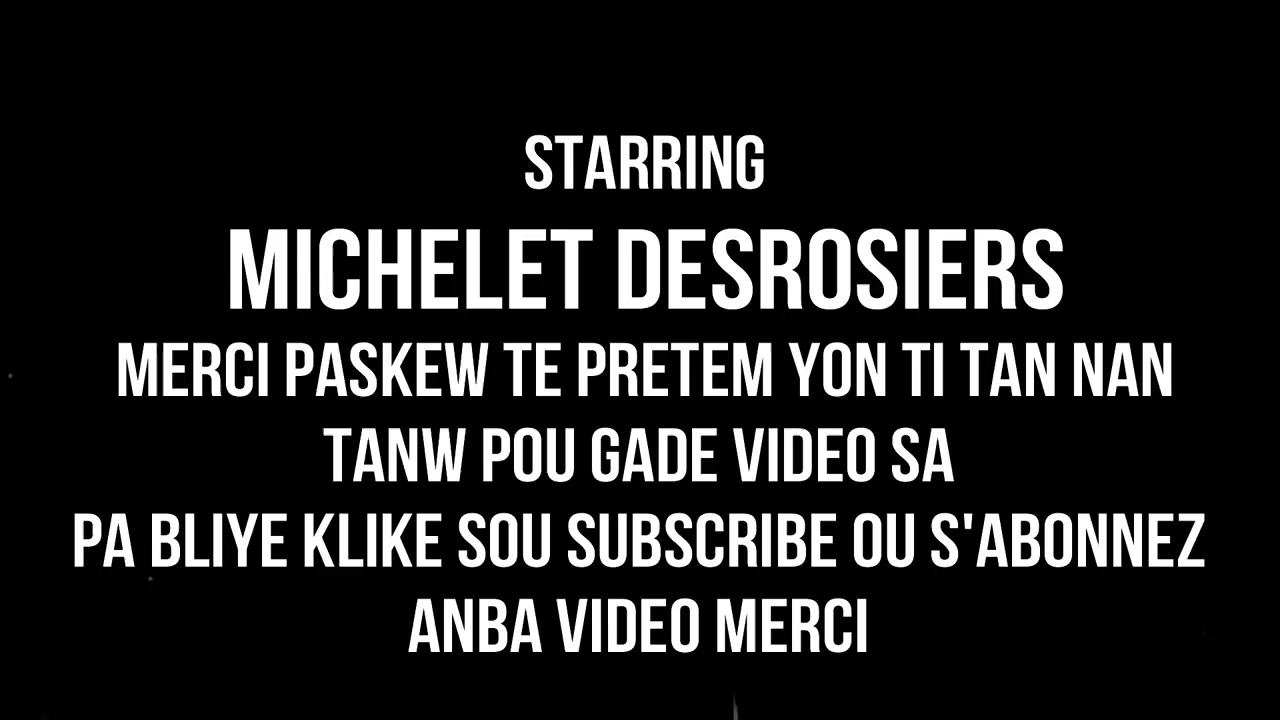 STARRING
MICHELET DESROSIERS
MERCI PASKEW TE PRETEM YON TI TAN NAN
TANW POU GADE VIDEO SA
PA BLIYE KLIKE SOU SUBSCRIBE OU S'ABONNEZ
ANBA VIDEO MERCI